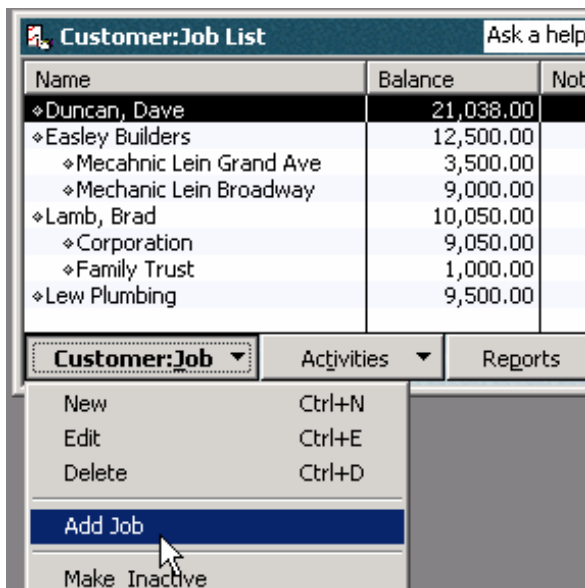 Customer:Job List Ask a help
Name Balance Not
Duncan, Dave 21,038.00
Easley Builders 12,500.00
Mecahnic Lein Grand Ave 3,500.00
Mechanic Lein Broadway 9,000.00
Lamb, Brad 10,050.00
Corporation 9,050.00
Family Trust 1,000.00
Lew Plumbing 9,500.00
Customer:Job Activities Reports
New Ctrl+N
Edit Ctrl+E
Delete Ctrl+D
Add Job
Make Inactive